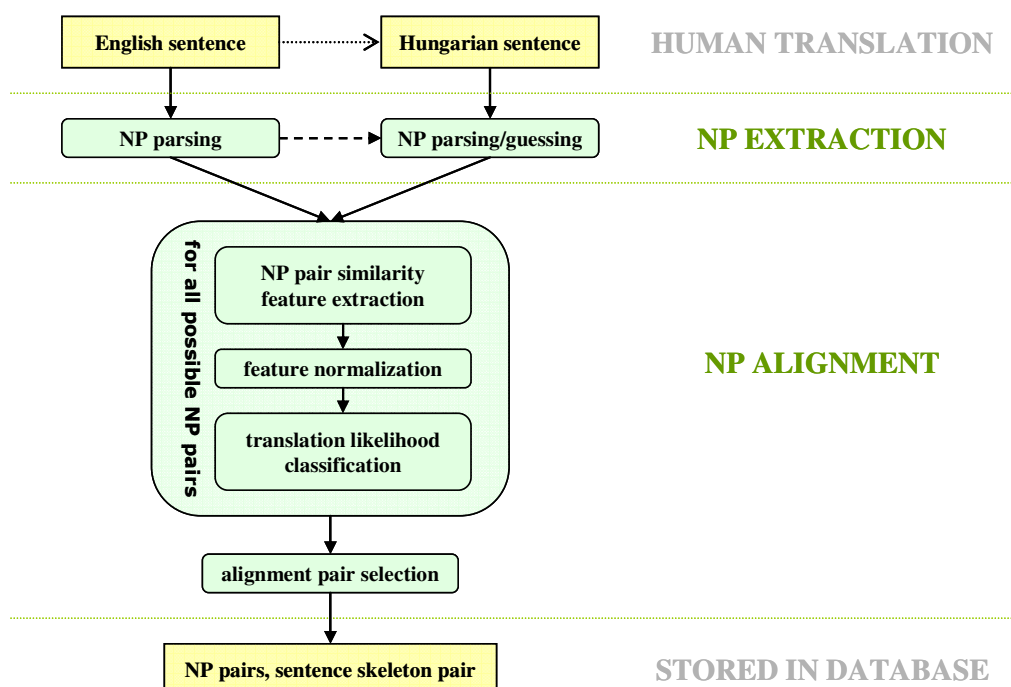 English sentence
Hungarian sentence
HUMAN TRANSLATION
NP parsing
NP parsing/guessing
NP EXTRACTION
for all possible NP pairs
NP pair similarity
feature extraction
feature normalization
translation likelihood
classification
NP ALIGNMENT
alignment pair selection
NP pairs, sentence skeleton pair
STORED IN DATABASE